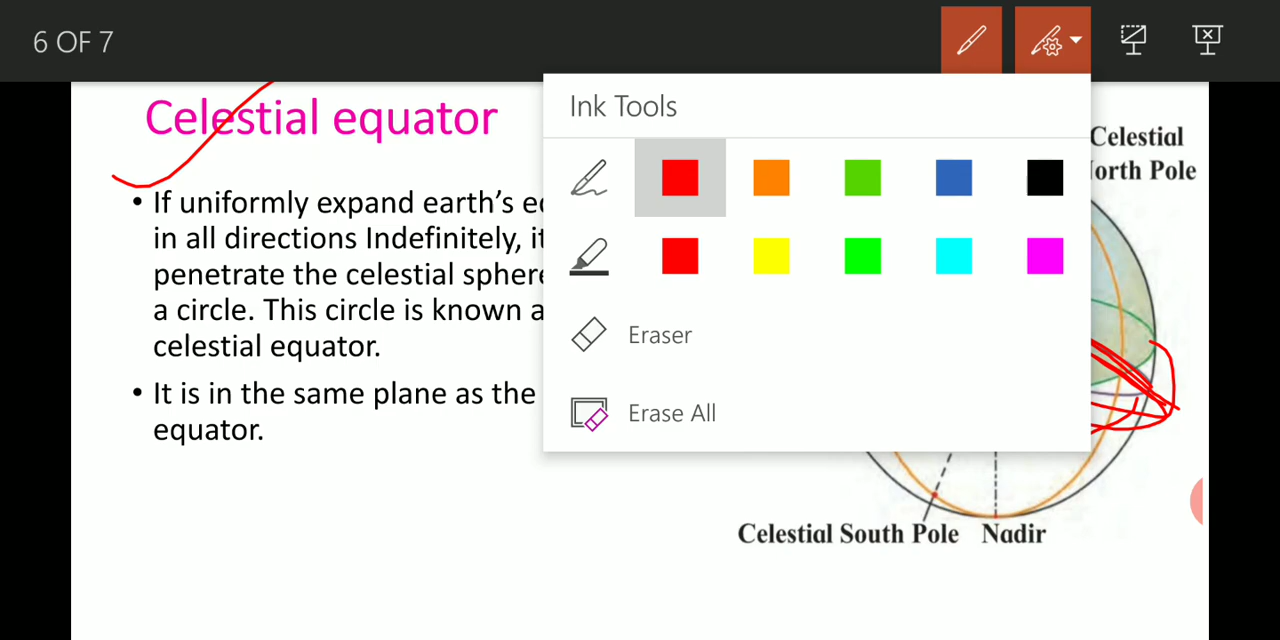 6 OF 7
Celestial equator
Ink Tools
Eraser
Erase All
• If uniformly expand earth’s
in all directions Indefinitely,
penetrate the celestial sphere
a circle. This circle is known
celestial equator.
• It is in the same plane as the
equator.
Celestial
North Pole
Celestial South Pole Nadir